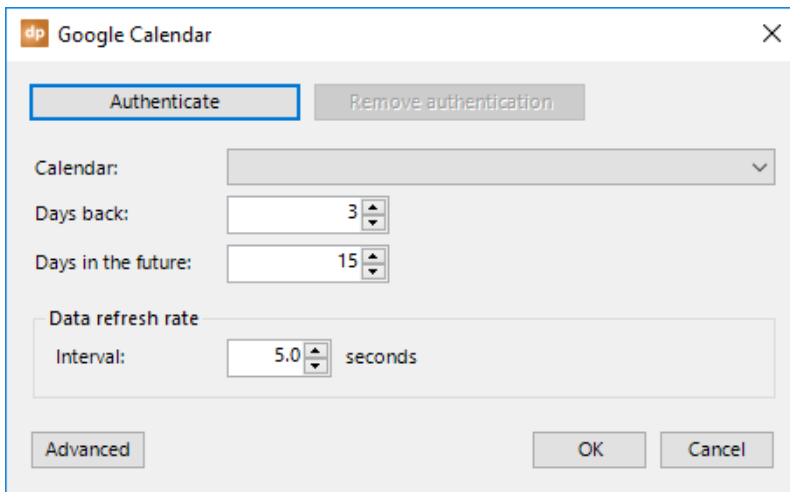 dp Google Calendar
Authenticate Remove authentication
Calendar:
Days back: 3
Days in the future: 15
Data refresh rate
Interval: 5.0 seconds
Advanced OK Cancel